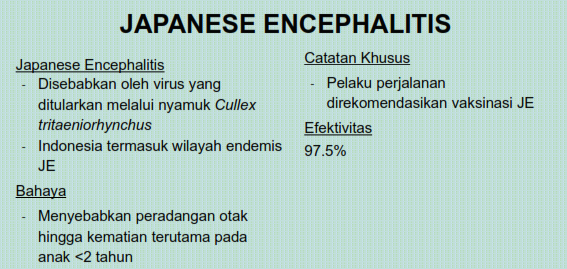 JAPANESE ENCEPHALITIS
Japanese Encephalitis
- Disebabkan oleh virus yang
ditularkan melalui nyamuk Cullex
tritaeniorhynchus
- Indonesia termasuk wilayah endemis
JE
Bahaya
- Menyebabkan peradangan otak
hingga kematian terutama pada
anak <2 tahun
Catatan Khusus
- Pelaku perjalanan
direkomendasikan vaksinasi JE
Efektivitas
97.5%